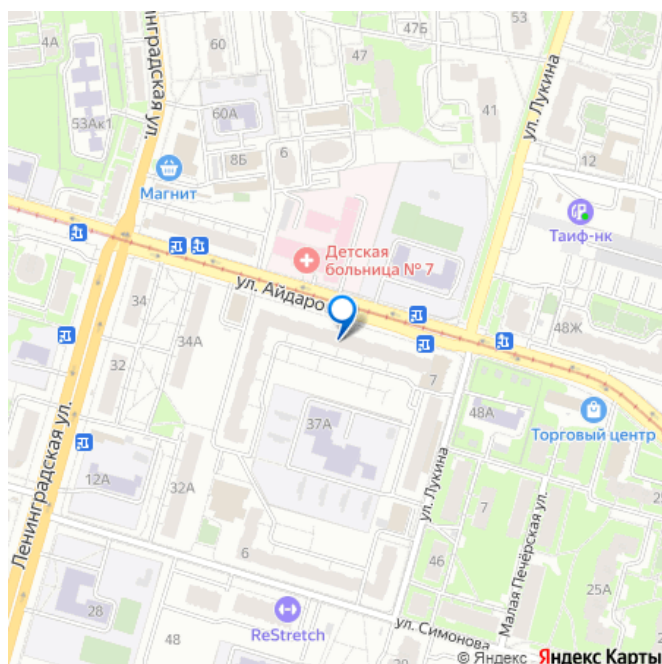 4А
60
47
47Б
53
нградская ул.
53Ак1
60А
8Б
6
41
ул. Лукина
12
Магнит
Таиф-нк
Детская
больница № 7
ул. Айдаро
34
34А
32
7
48Ж
48А
Торговый центр
37А
Ленинградская ул.
12А
32А
ул. Лукина
7
Малая Печёрская ул.
6
46
25А
28
48
ReStretch
ул. Симонова
© Яндекс Яндекс Карты